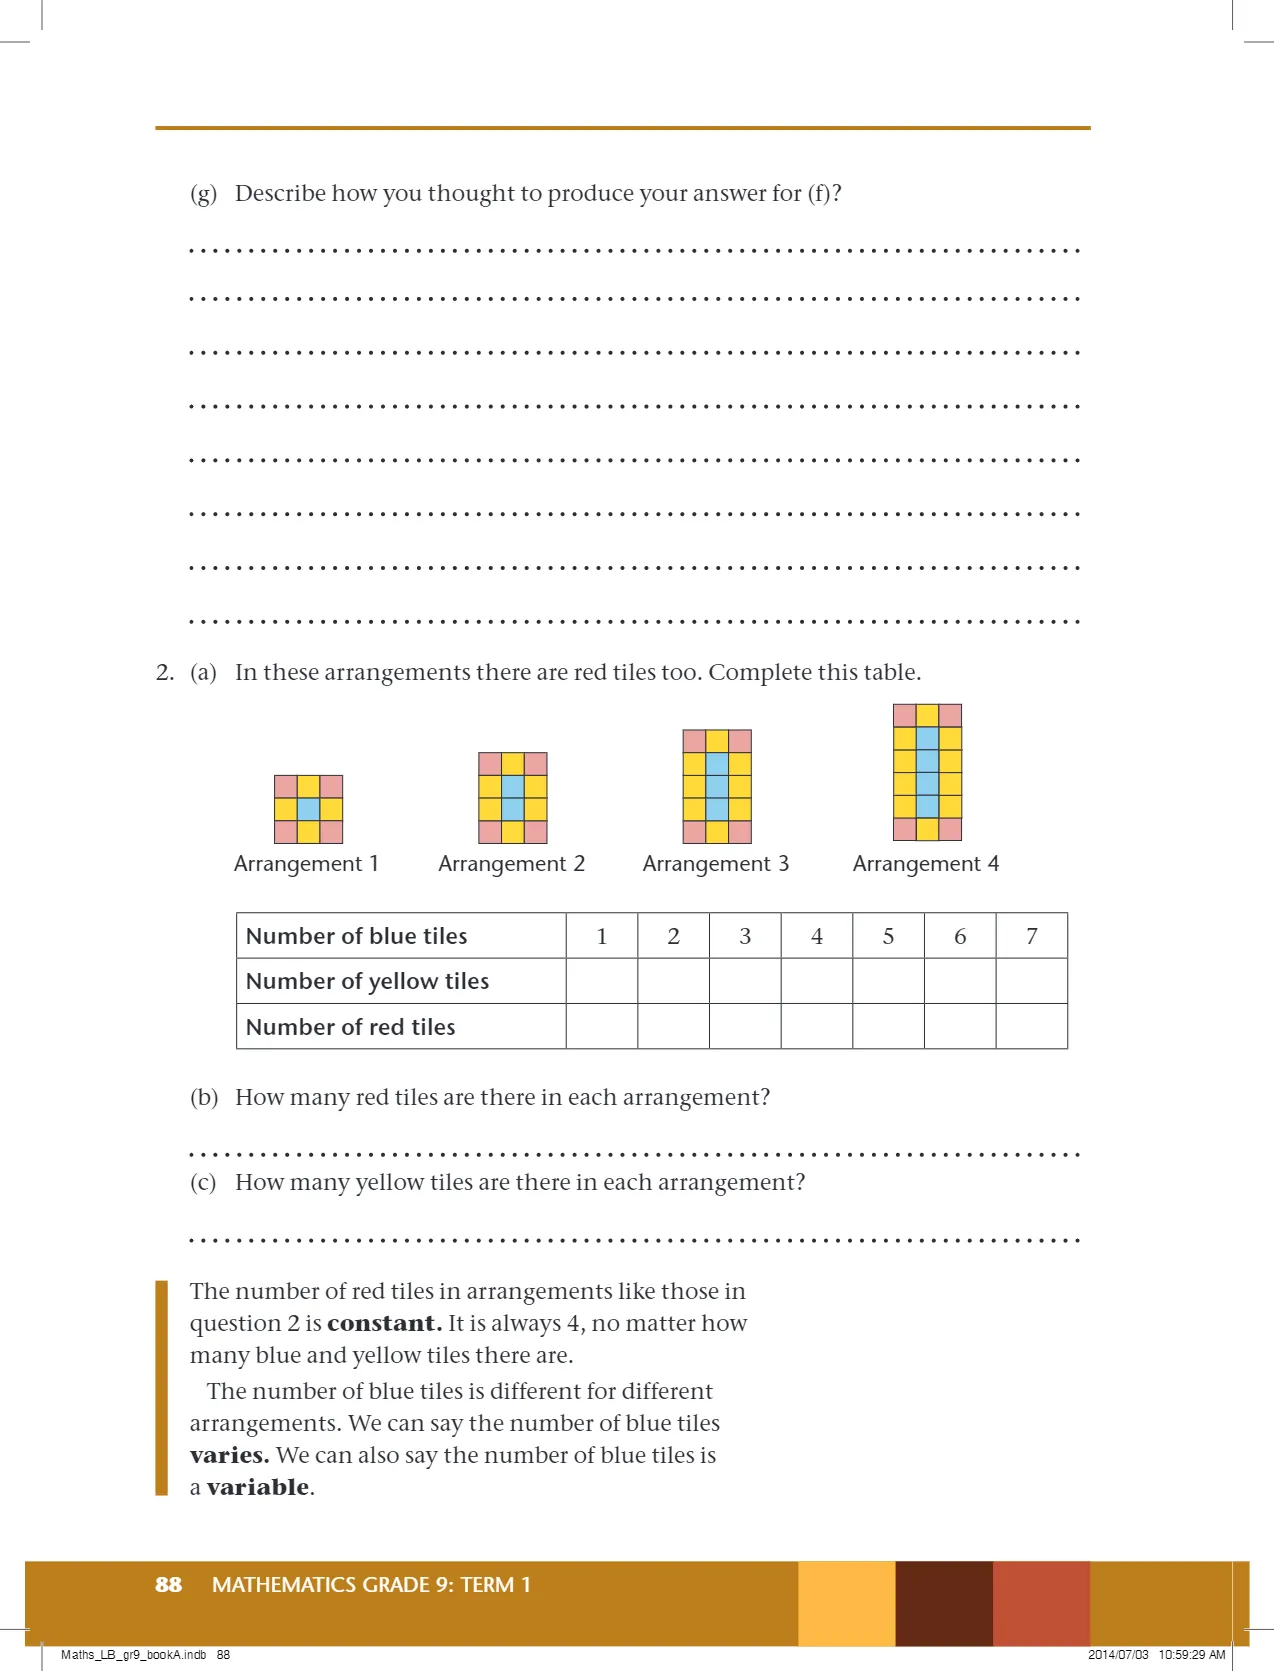 (g) Describe how you thought to produce your answer for (f)?
2. (a) In these arrangements there are red tiles too. Complete this table.
Arrangement 1 Arrangement 2 Arrangement 3 Arrangement 4
Number of blue tiles 1 2 3 4 5 6 7
Number of yellow tiles
Number of red tiles
(b) How many red tiles are there in each arrangement?
(c) How many yellow tiles are there in each arrangement?
The number of red tiles in arrangements like those in
question 2 is constant. It is always 4, no matter how
many blue and yellow tiles there are.
The number of blue tiles is different for different
arrangements. We can say the number of blue tiles
varies. We can also say the number of blue tiles is
a variable.
88 MATHEMATICS GRADE 9: TERM 1
Maths_LB_gr9_bookA.indb 88 2014/07/03 10:59:29 AM